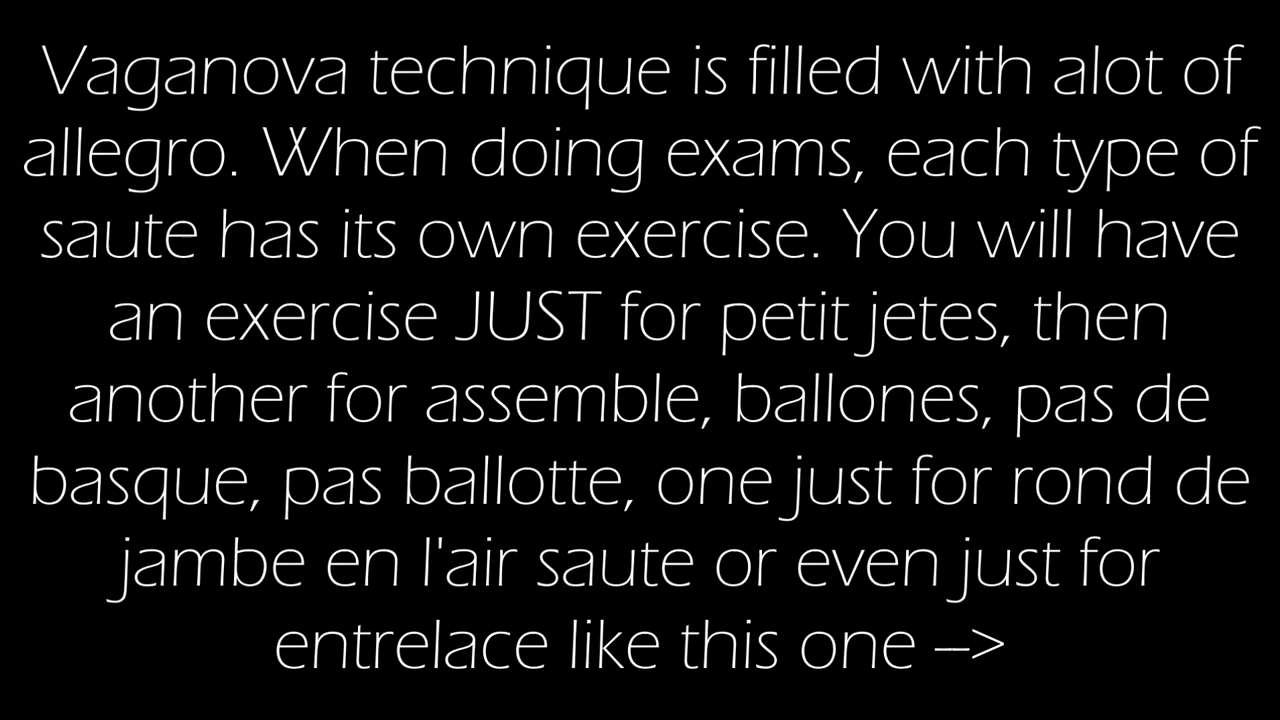 Vaganova technique is filled with alot of
allegro. When doing exams, each type of
saute has its own exercise. You will have
an exercise JUST for petit jetes, then
another for assemble, ballones, pas de
basque, pas ballotte, one just for rond de
jambe en l'air saute or even just for
entrelace like this one -->